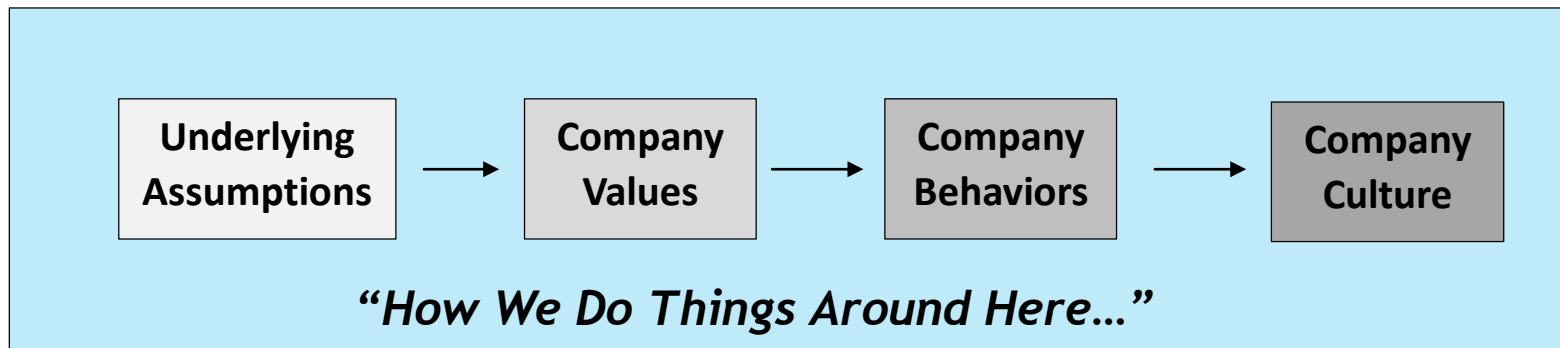 Underlying
Assumptions
Company
Values
Company
Behaviors
Company
Culture
“How We Do Things Around Here…”